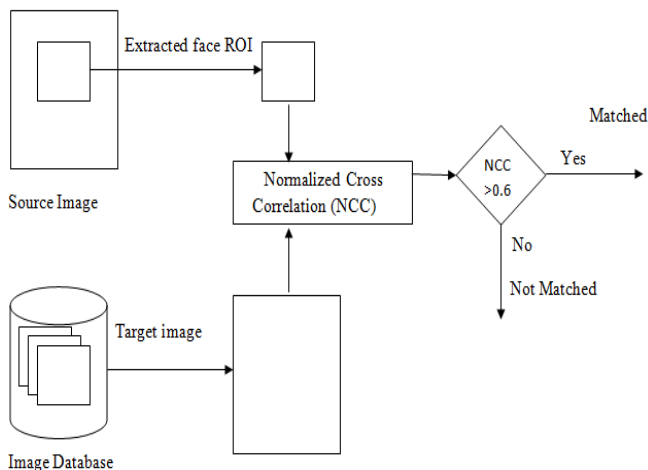 Extracted face ROI
Matched
Source Image
Normalized Cross
Correlation (NCC)
NCC
>0.6
Yes
No
Not Matched
Target image
Image Database